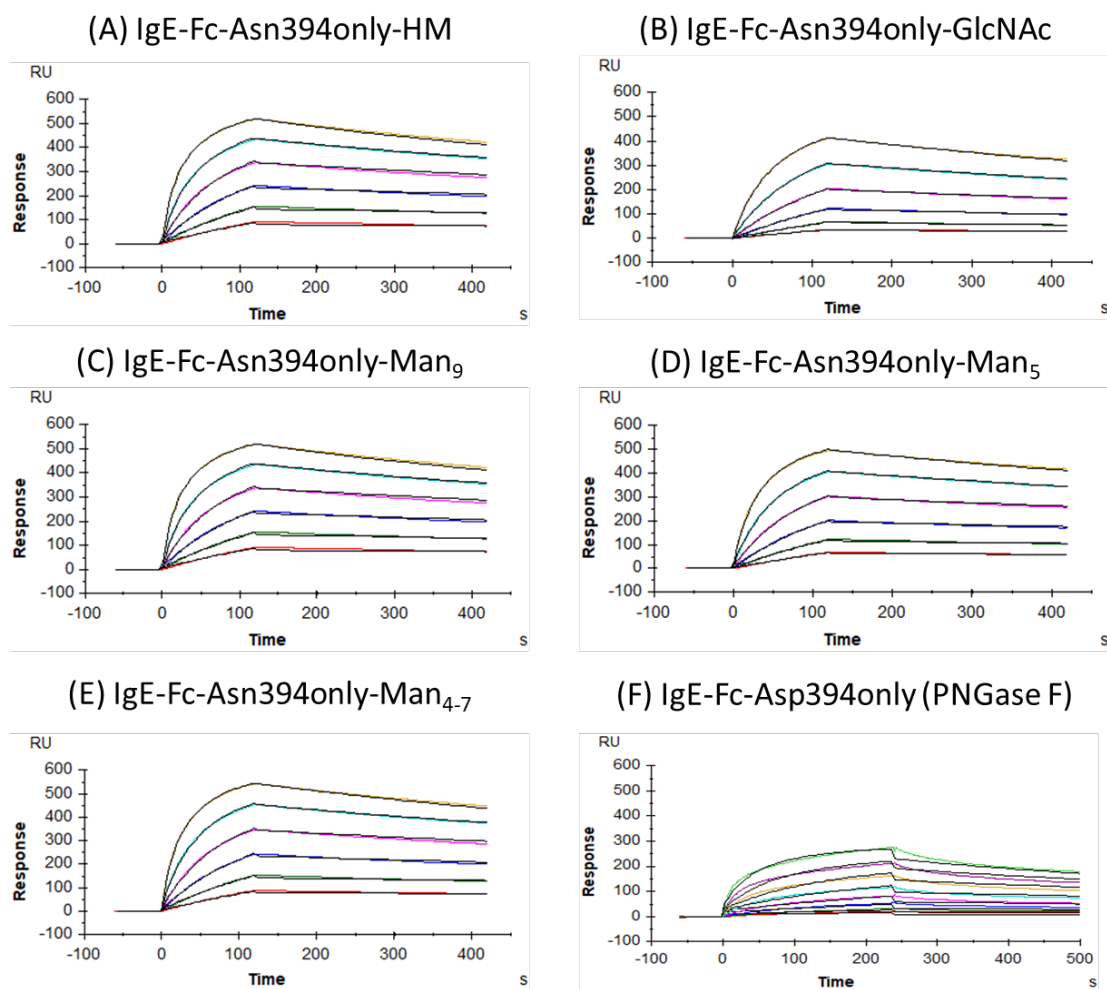 (A) IgE-Fc-Asn394only-HM
RU
600
500
400
300
200
100
0
-100
-100 0 100 200 300 400
Response
Time
s
(B) IgE-Fc-Asn394only-GlcNAc
RU
600
500
400
300
200
100
0
-100
-100 0 100 200 300 400
Response
Time
s
(C) IgE-Fc-Asn394only-Man9
RU
600
500
400
300
200
100
0
-100
-100 0 100 200 300 400
Response
Time
s
(D) IgE-Fc-Asn394only-Man5
RU
600
500
400
300
200
100
0
-100
-100 0 100 200 300 400
Response
Time
s
(E) IgE-Fc-Asn394only-Man4-7
RU
600
500
400
300
200
100
0
-100
-100 0 100 200 300 400
Response
Time
s
(F) IgE-Fc-Asp394only (PNGase F)
RU
600
500
400
300
200
100
0
-100
-100 0 100 200 300 400 500
Response
Time
s